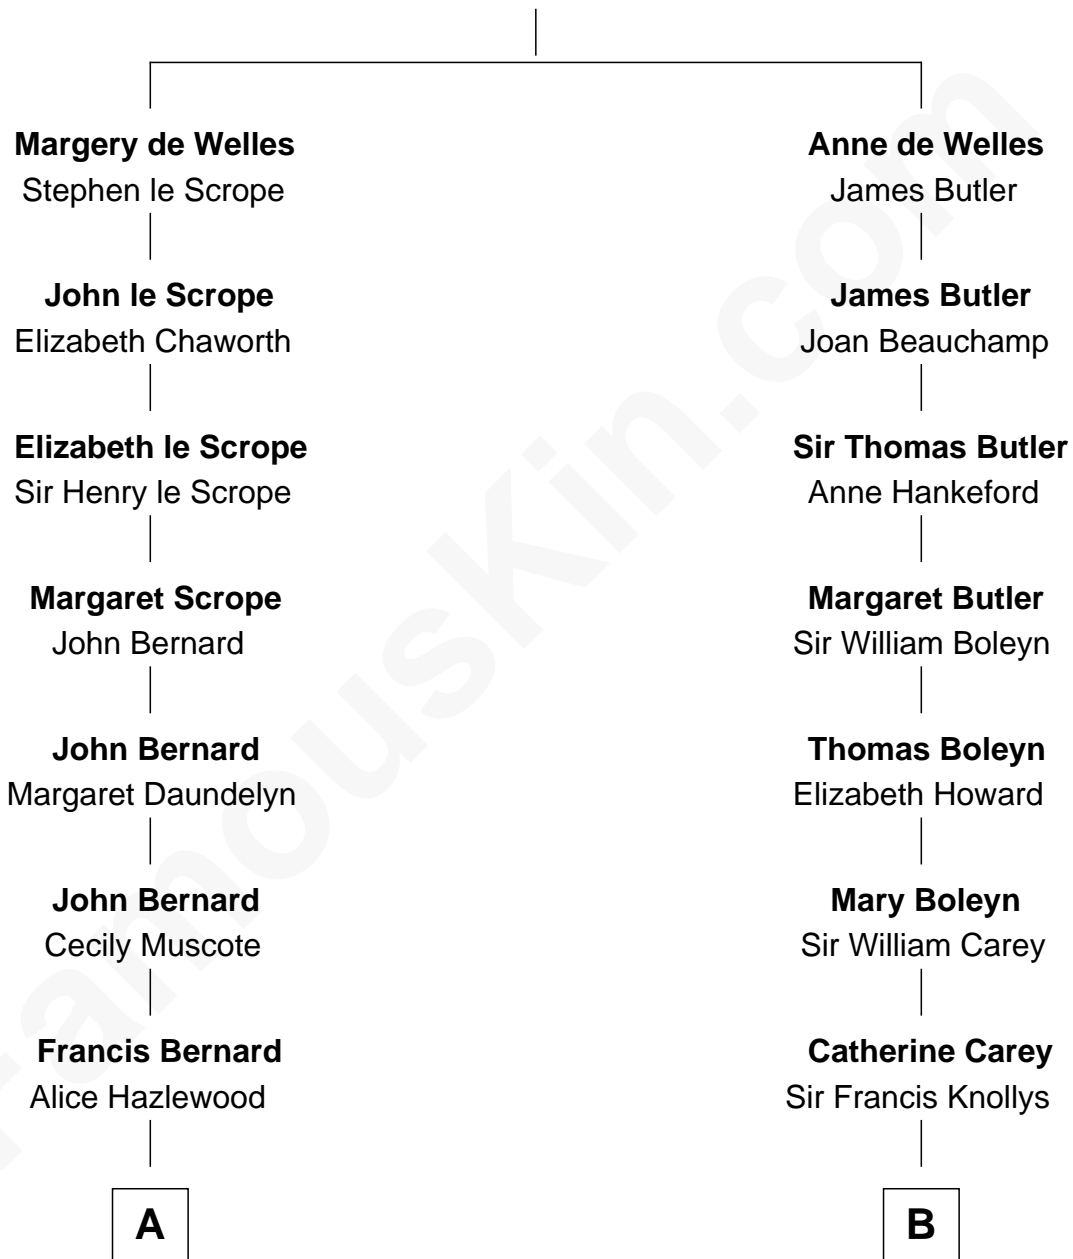 Margery de Welles
Stephen le Scrope
John le Scrope
Elizabeth Chaworth
Elizabeth le Scrope
Sir Henry le Scrope
Margaret Scrope
John Bernard
John Bernard
Margaret Daundelyn
John Bernard
Cecily Muscote
Francis Bernard
Alice Hazlewood
A
Anne de Welles
James Butler
James Butler
Joan Beauchamp
Sir Thomas Butler
Anne Hankeford
Margaret Butler
Sir William Boleyn
Thomas Boleyn
Elizabeth Howard
Mary Boleyn
Sir William Carey
Catherine Carey
Sir Francis Knollys
B
FamousKin.com